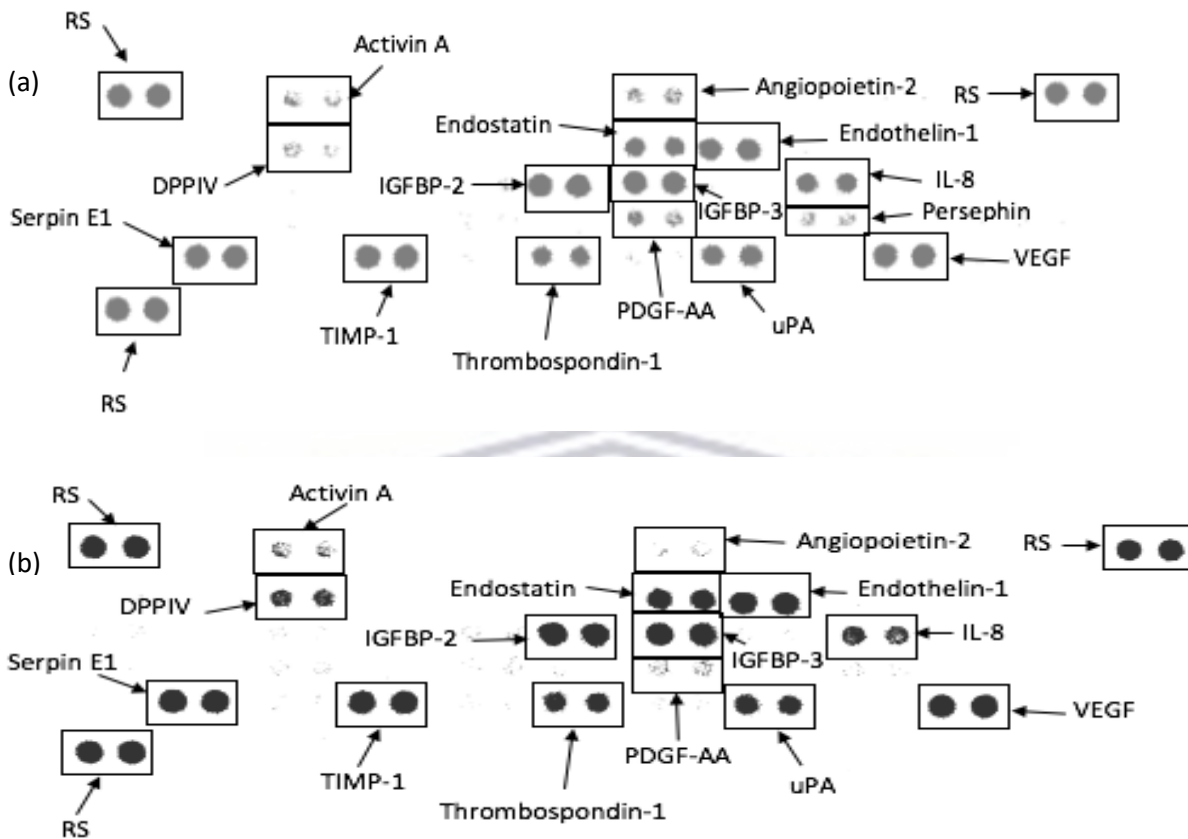 RS
Activin A
(a)
Angiopoietin-2
RS
Endostatin
Endothelin-1
DPPIV
IGFBP-2
IL-8
IGFBP-3
Persephin
Serpin E1
VEGF
PDGF-AA
uPA
TIMP-1
Thrombospondin-1
RS
RS
Activin A
Angiopoietin-2
RS
(b)
Endostatin
Endothelin-1
DPPIV
IGFBP-2
IL-8
IGFBP-3
Serpin E1
VEGF
PDGF-AA
TIMP-1
uPA
Thrombospondin-1
RS